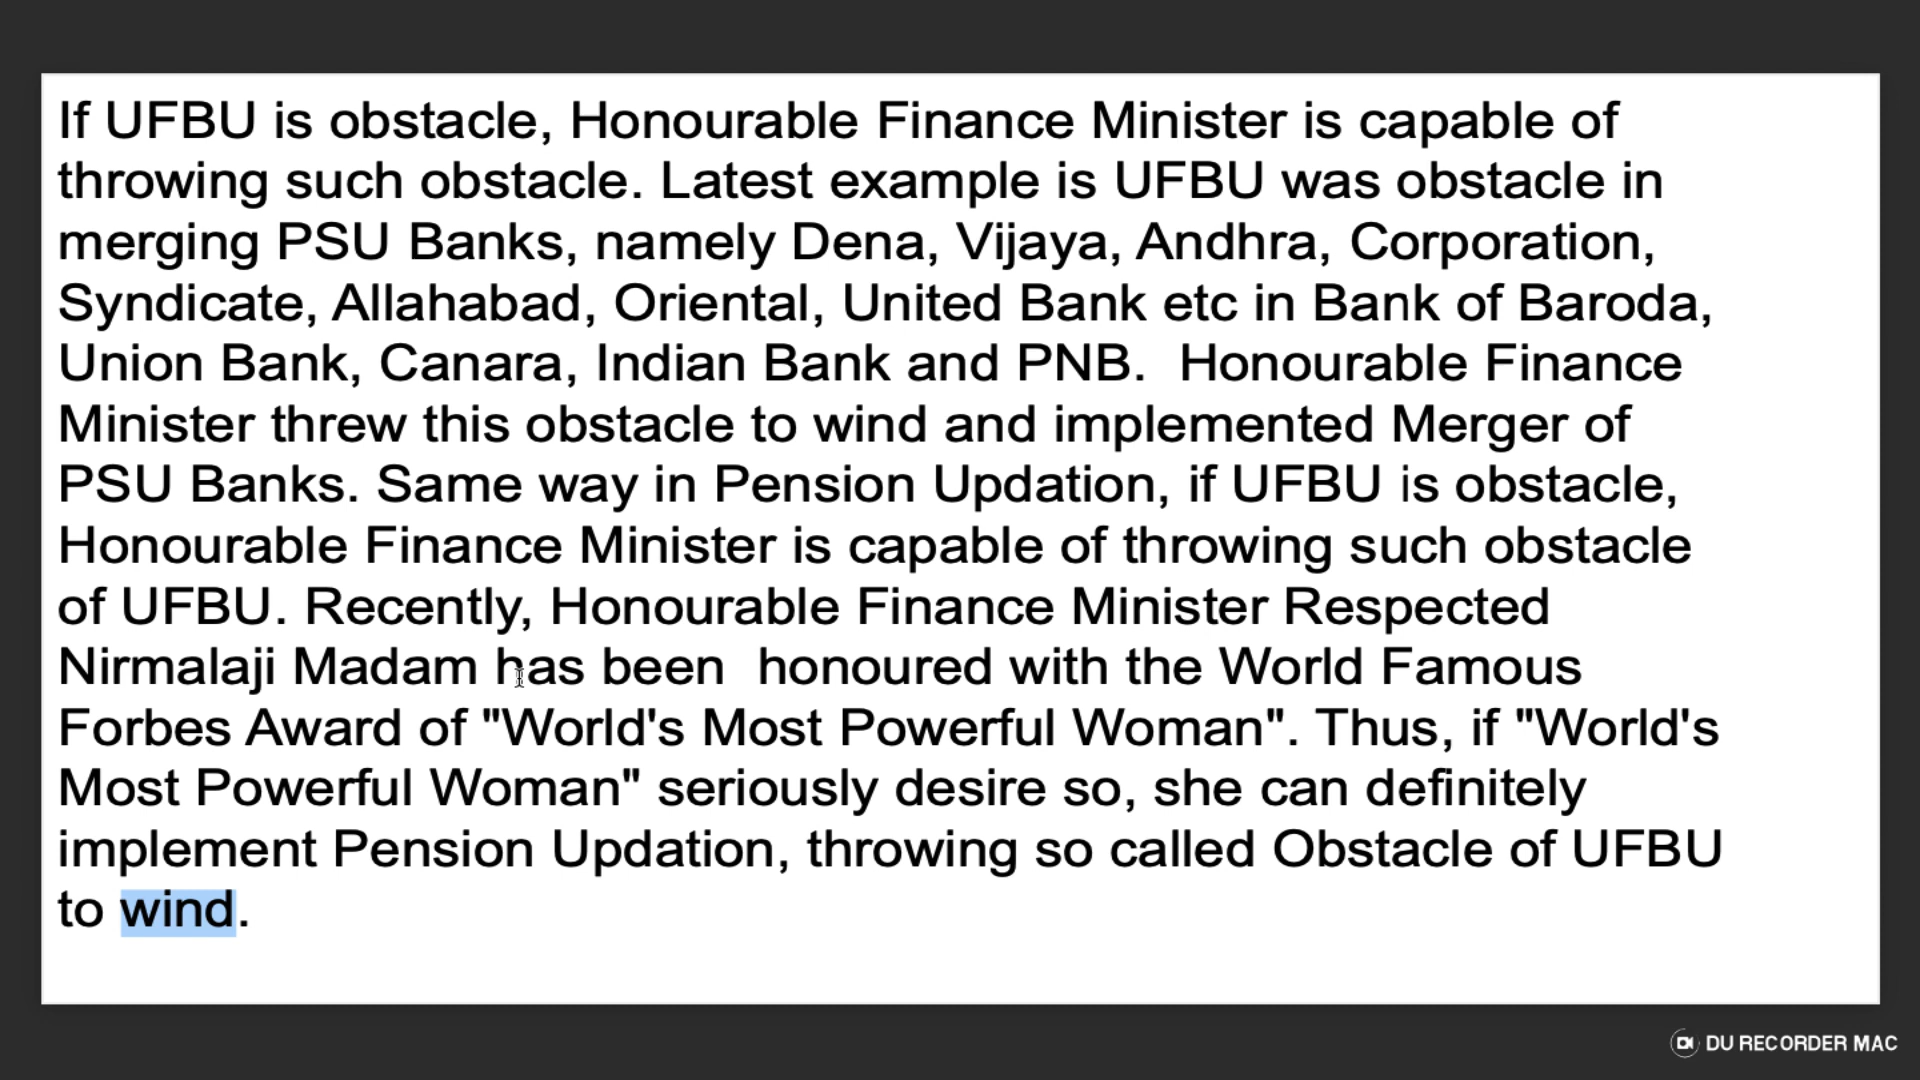 If UFBU is obstacle, Honourable Finance Minister is capable of
throwing such obstacle. Latest example is UFBU was obstacle in
merging PSU Banks, namely Dena, Vijaya, Andhra, Corporation,
Syndicate, Allahabad, Oriental, United Bank etc in Bank of Baroda,
Union Bank, Canara, Indian Bank and PNB.  Honourable Finance
Minister threw this obstacle to wind and implemented Merger of
PSU Banks. Same way in Pension Updation, if UFBU is obstacle,
Honourable Finance Minister is capable of throwing such obstacle
of UFBU. Recently, Honourable Finance Minister Respected
Nirmalaji Madam has been  honoured with the World Famous
Forbes Award of "World's Most Powerful Woman". Thus, if "World's
Most Powerful Woman" seriously desire so, she can definitely
implement Pension Updation, throwing so called Obstacle of UFBU
to wind.
DU RECORDER MAC